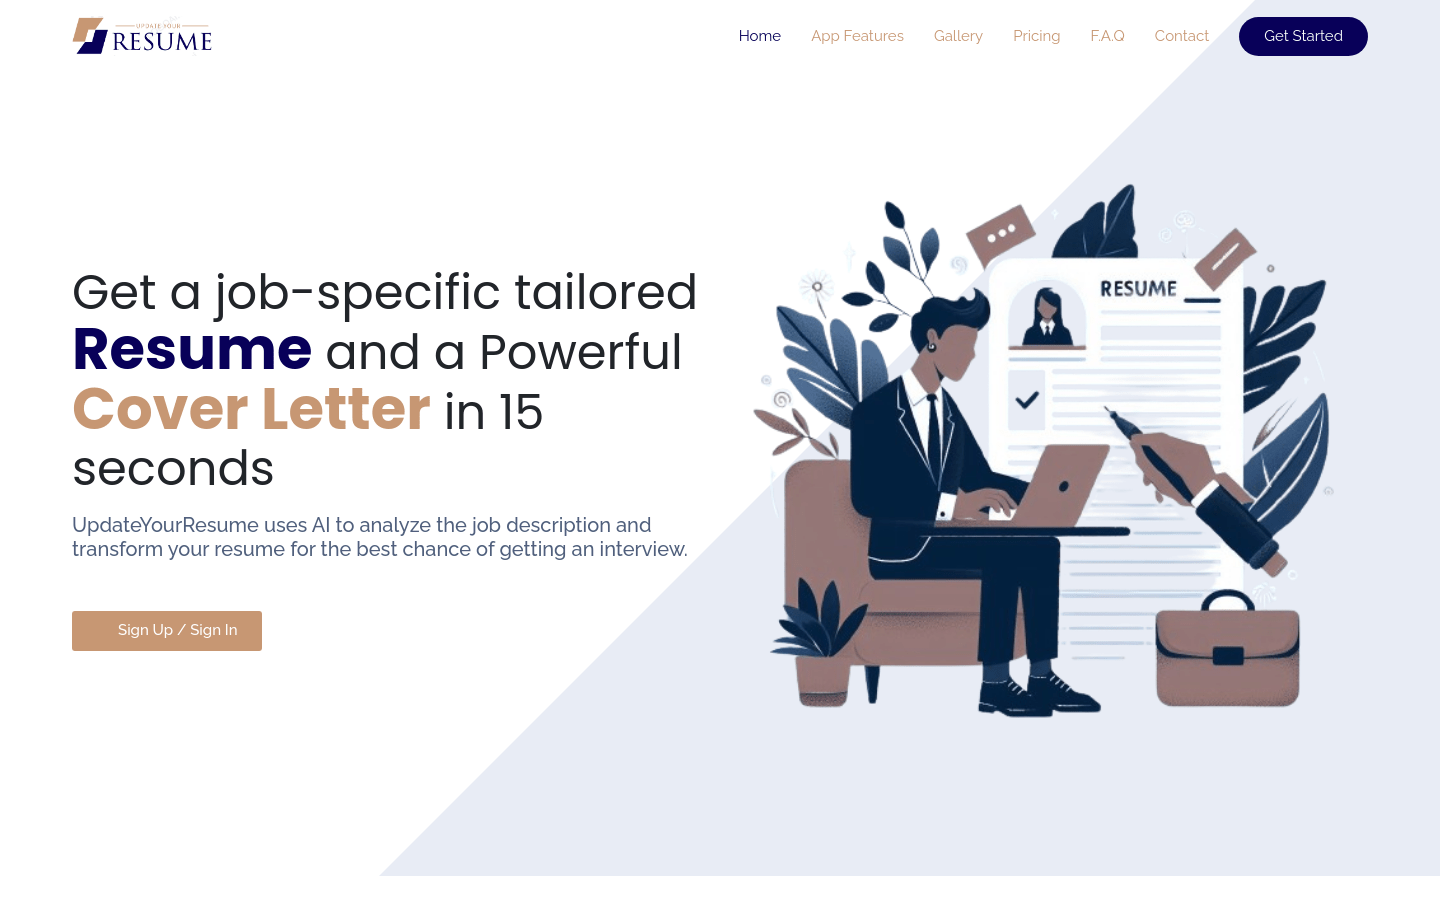 UPDATE YOUR
RESUME
Home
App Features
Gallery
Pricing
F.A.Q
Contact
Get Started
Get a job-specific tailored
Resume and a Powerful
Cover Letter in 15
seconds
UpdateYourResume uses AI to analyze the job description and
transform your resume for the best chance of getting an interview.
Sign Up / Sign In
RESUME